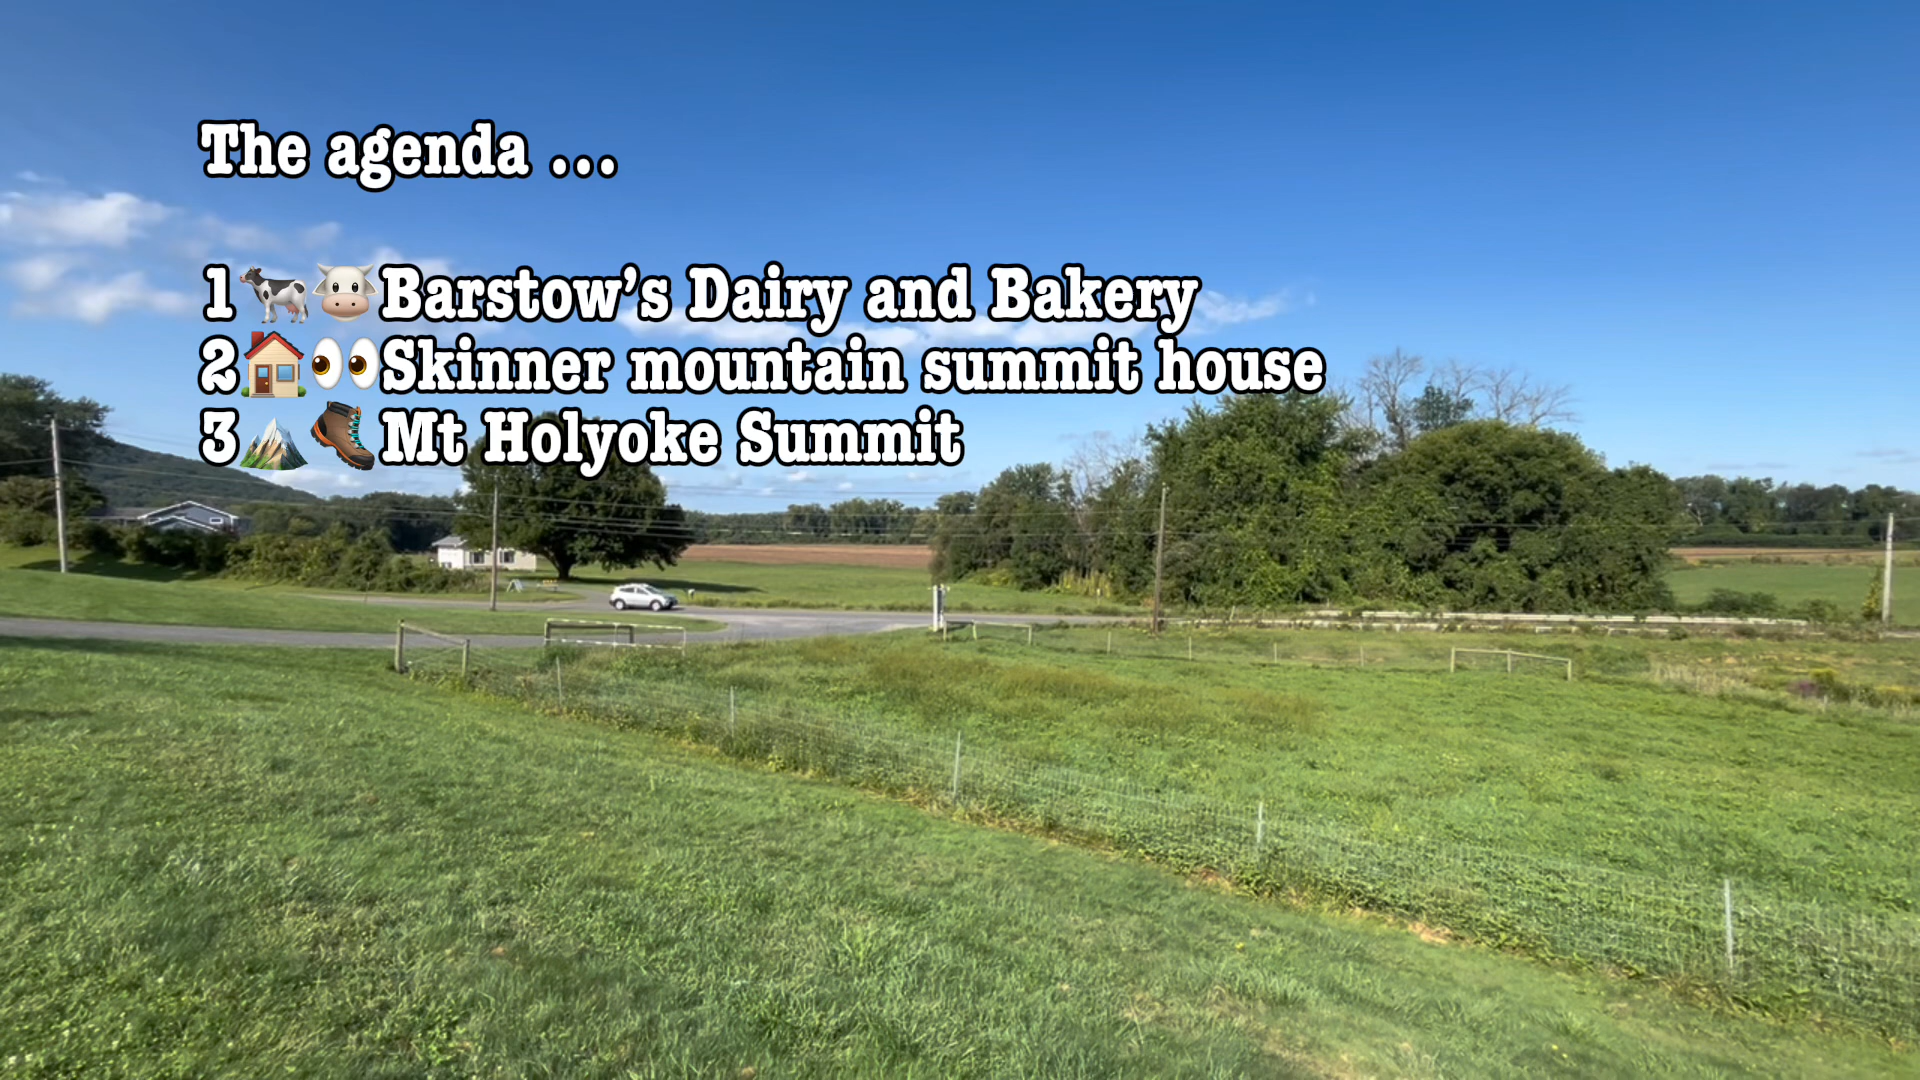 The agenda ...
1🐄🐮Barstow’s Dairy and Bakery
2🏠👀Skinner mountain summit house
3⛰️🥾Mt Holyoke Summit